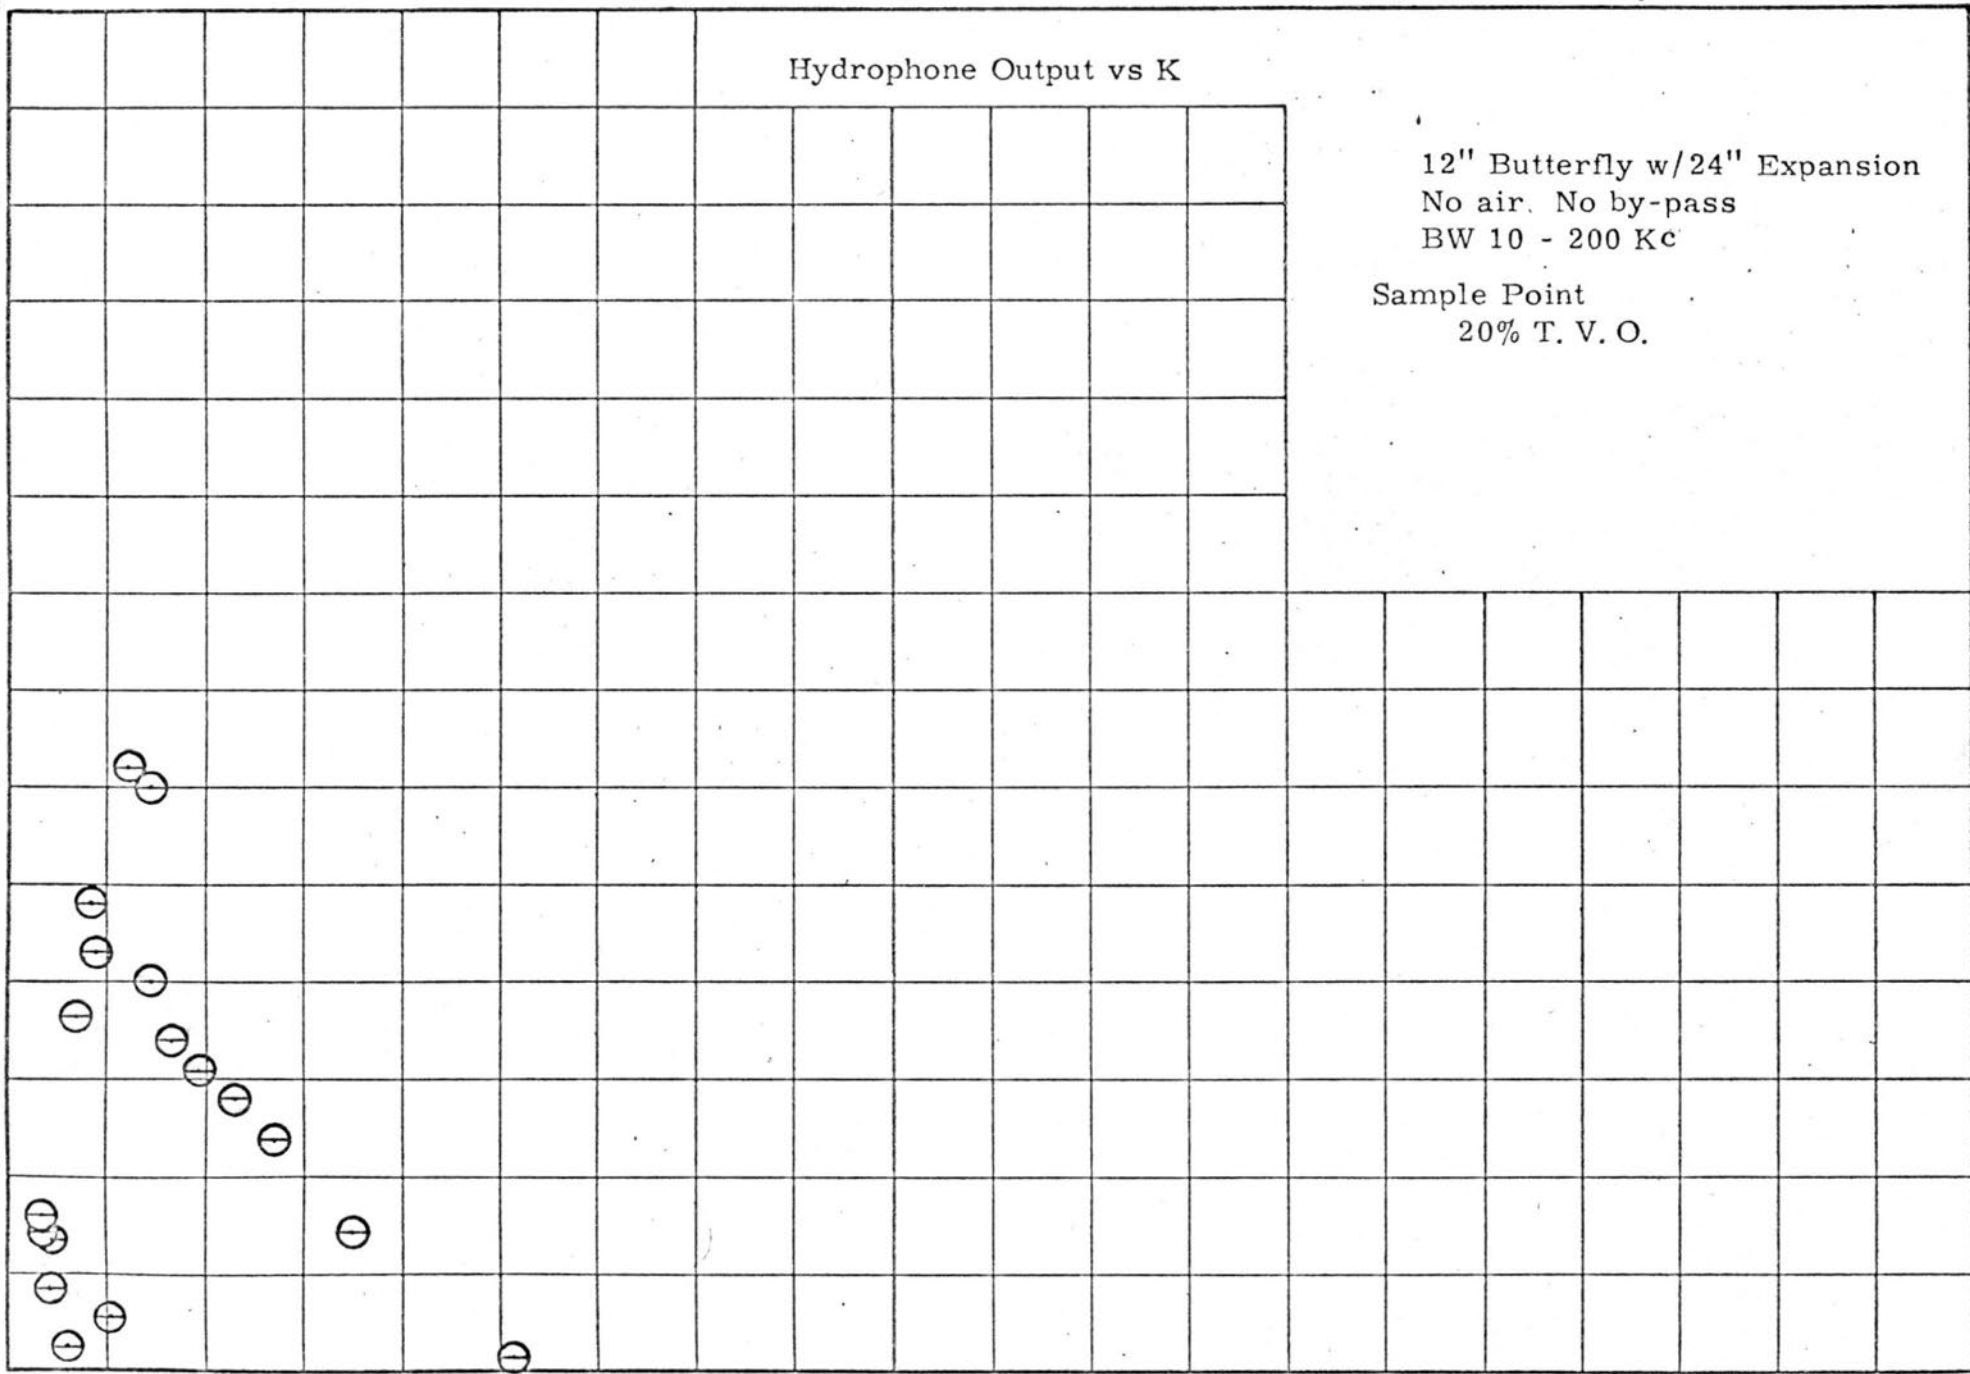 Hydrophone Output vs K
12" Butterfly w/24" Expansion
No air. No by-pass
BW 10 - 200 Kc
Sample Point
20% T. V. O.